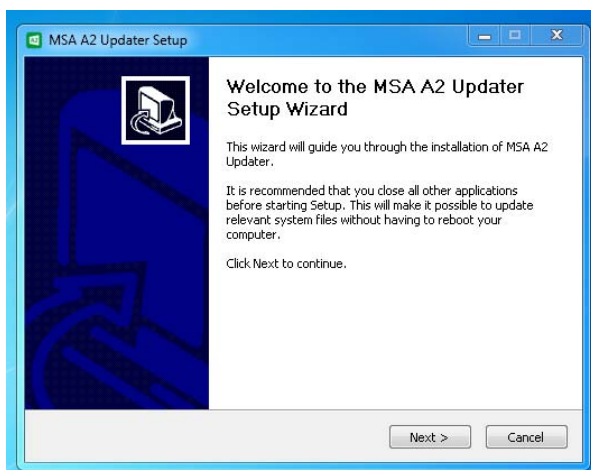 MSA A2 Updater Setup
Welcome to the MSA A2 Updater
Setup Wizard
This wizard will guide you through the installation of MSA A2
Updater.
It is recommended that you close all other applications
before starting Setup. This will make it possible to update
relevant system files without having to reboot your
computer.
Click Next to continue.
Next >
Cancel